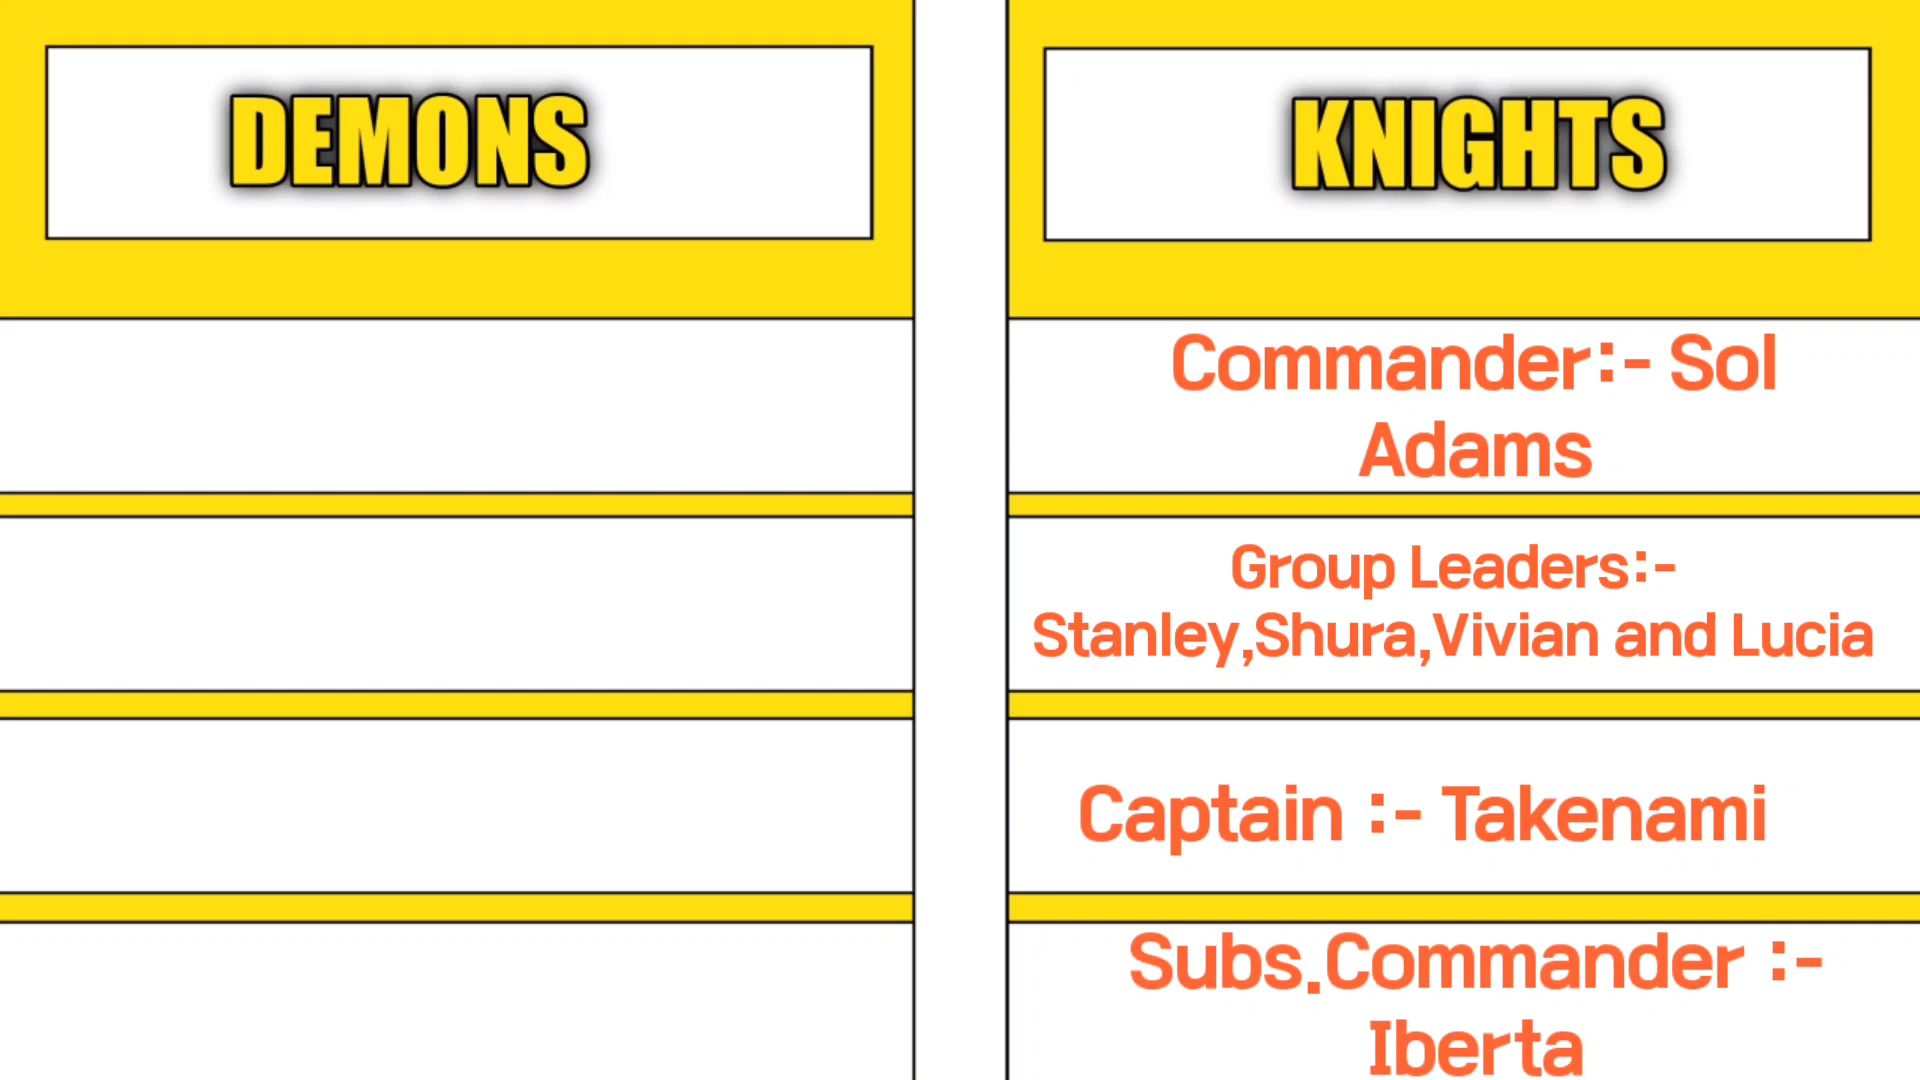 DEMONS
KNIGHTS
Commander:- Sol
Adams
Group Leaders:-
Stanley,Shura,Vivian and Lucia
Captain :- Takenami
Subs.Commander :-
Iberta